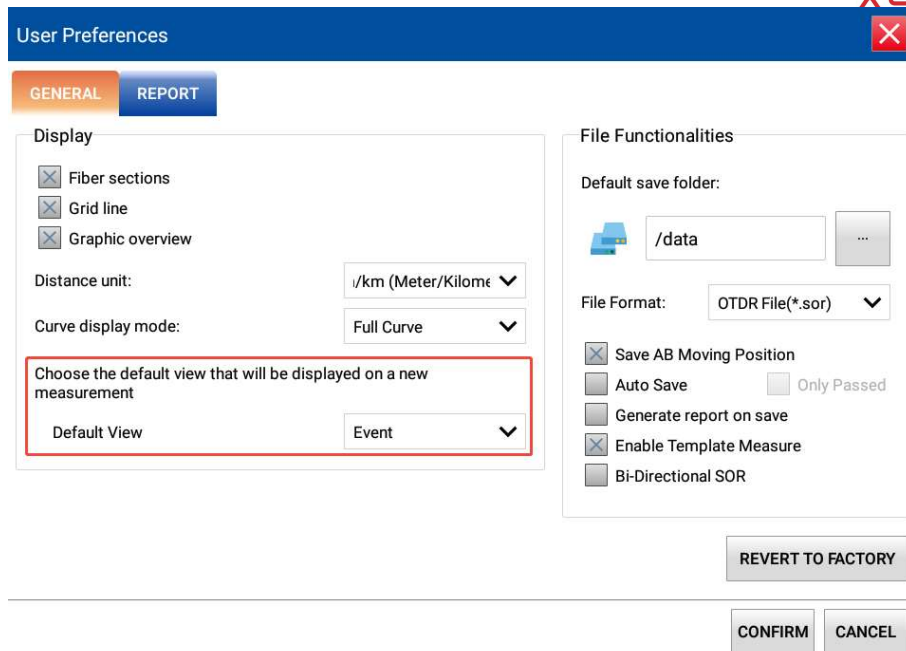 User Preferences
GENERAL
REPORT
Display
Fiber sections
Grid line
Graphic overview
Distance unit:
/km (Meter/Kilome
Curve display mode:
Full Curve
Choose the default view that will be displayed on a new
measurement
Default View
Event
File Functionalities
Default save folder:
/data
...
File Format:
OTDR File(*.sor)
Save AB Moving Position
Auto Save
Only Passed
Generate report on save
Enable Template Measure
Bi-Directional SOR
REVERT TO FACTORY
CONFIRM
CANCEL